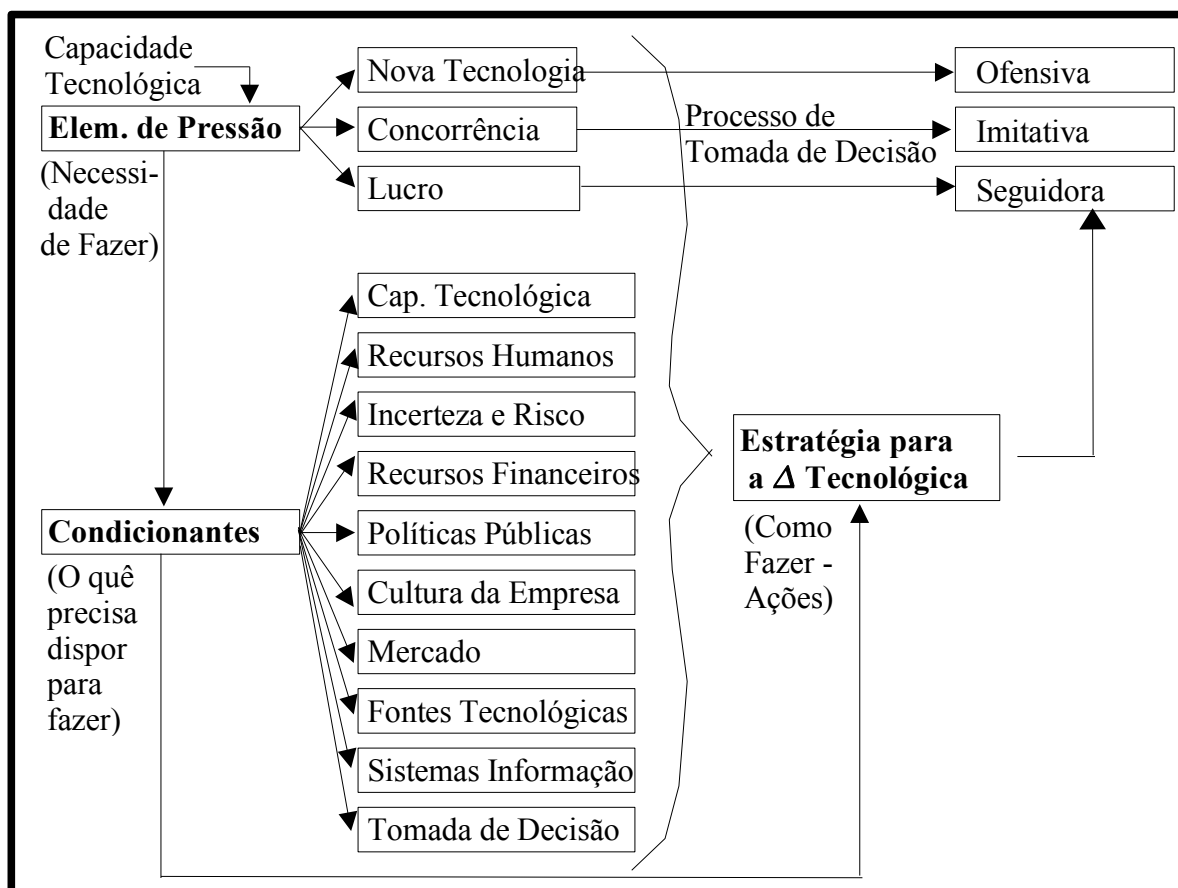 Capacidade
Tecnológica
Elem. de Pressão
(Necessi-
dade
de Fazer)
Nova Tecnologia
Concorrência
Lucro
Processo de
Tomada de Decisão
Ofensiva
Imitativa
Seguidora
Cap. Tecnológica
Recursos Humanos
Incerteza e Risco
Recursos Financeiros
Políticas Públicas
Cultura da Empresa
Mercado
Fontes Tecnológicas
Sistemas Informação
Tomada de Decisão
Condicionantes
(O quê
precisa
dispor
para
fazer)
Estratégia para
a Δ Tecnológica
(Como
Fazer -
Ações)